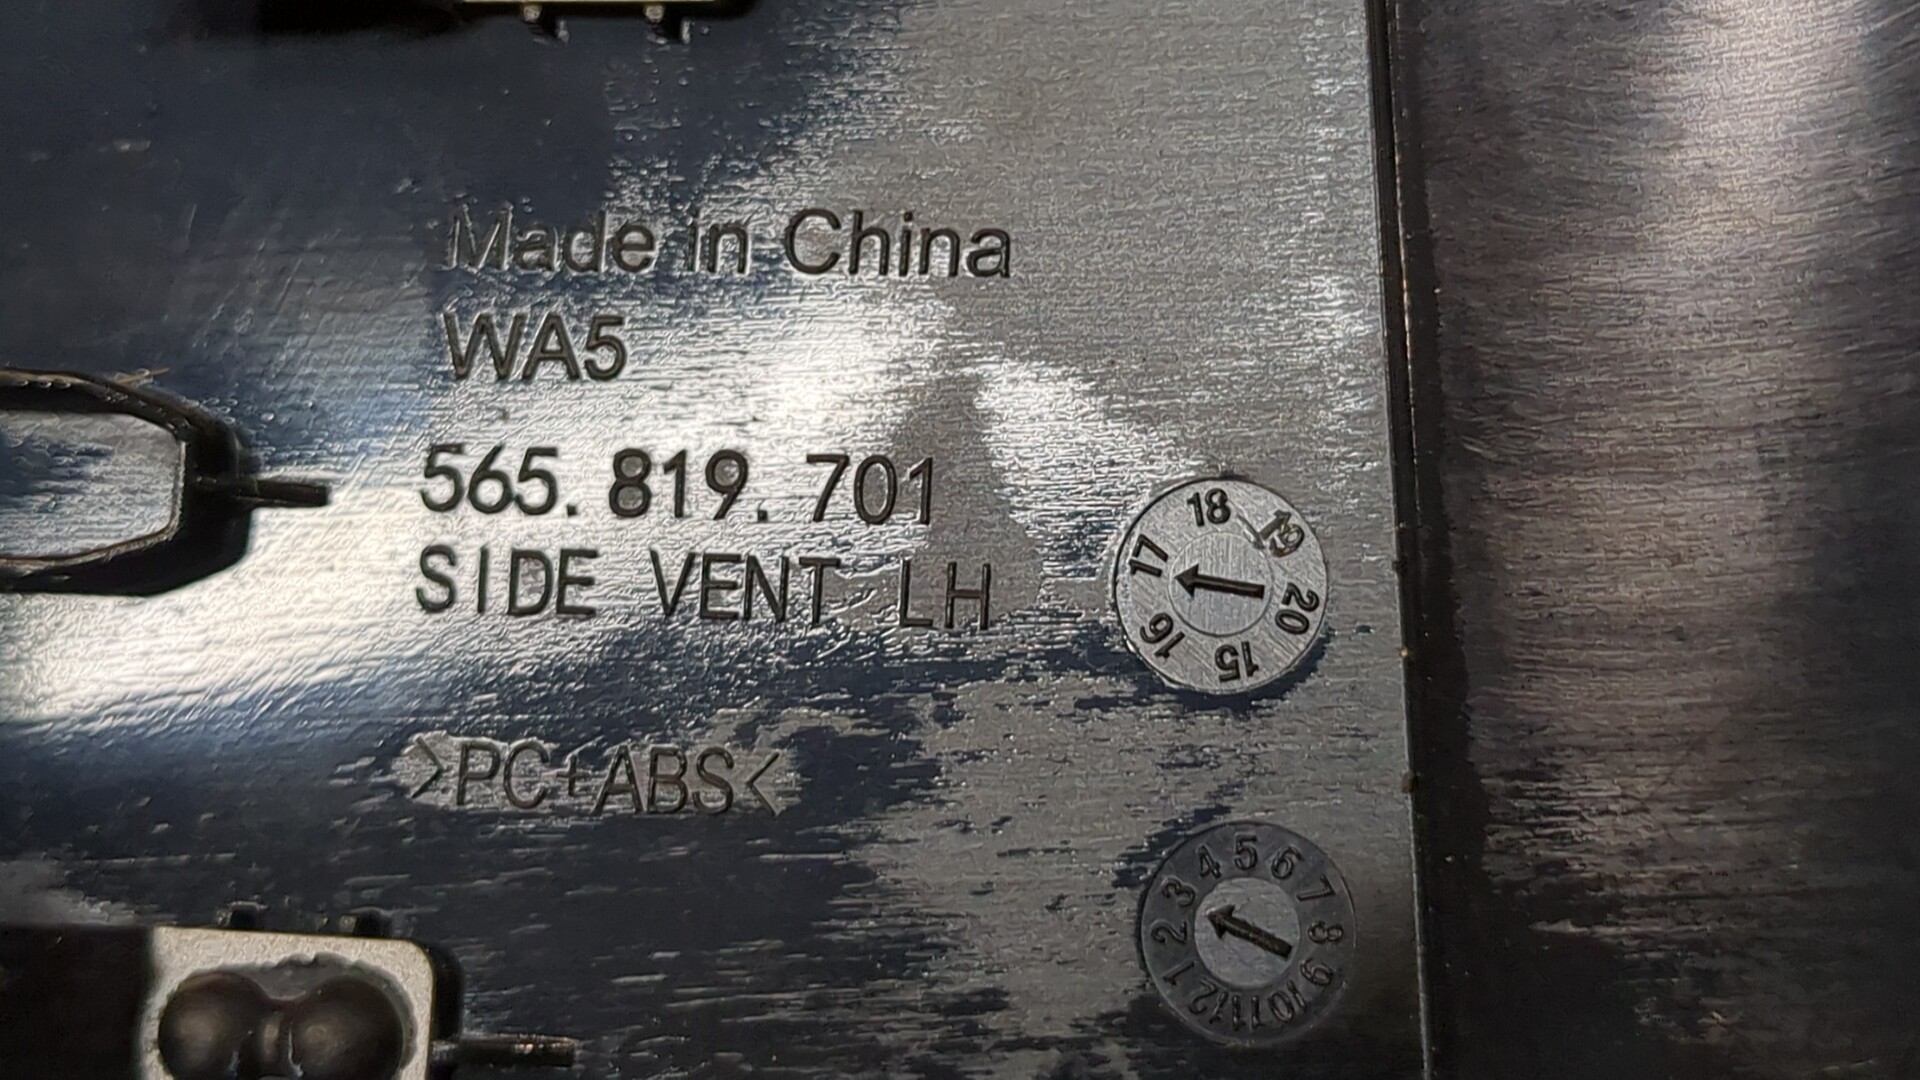 Made in China
WA5
565. 819. 701
SIDE VENT LH
18 19 20 15 16 17
>PC+ABS<
1 2 3 4 5 6 7 8 9 10 11 12